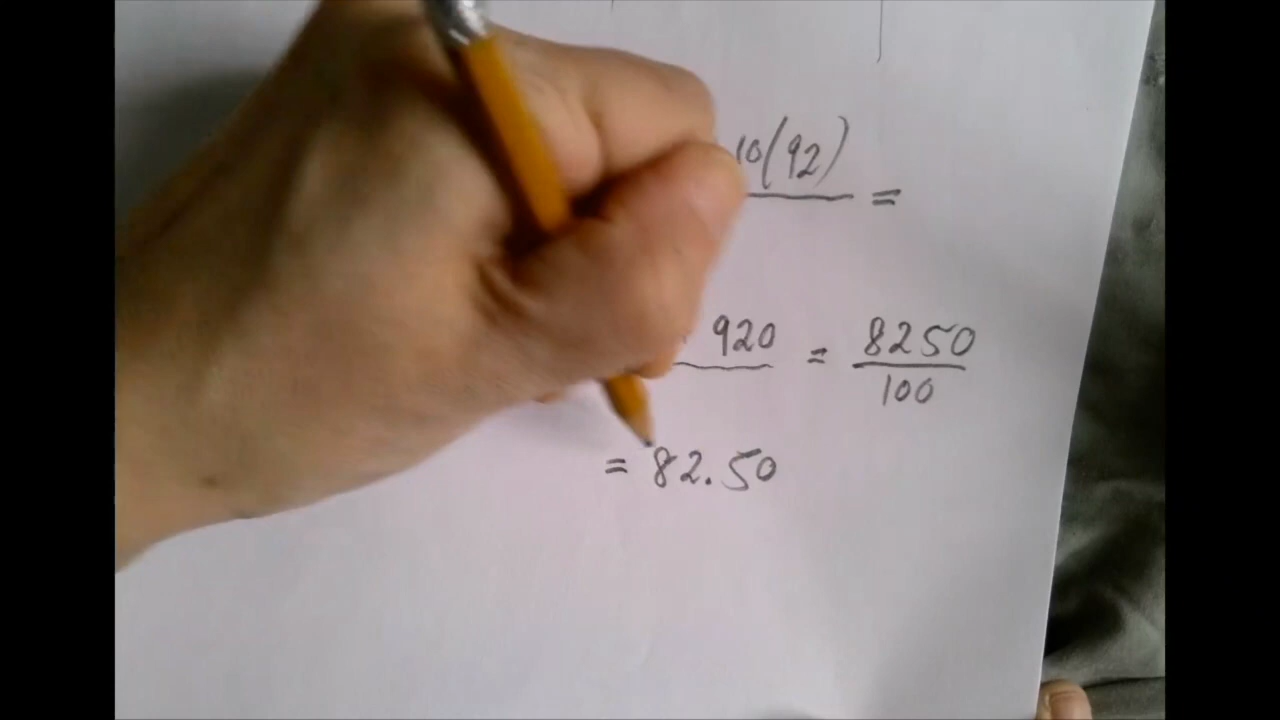 10(92) =
920 = 8250
100
= 82.50